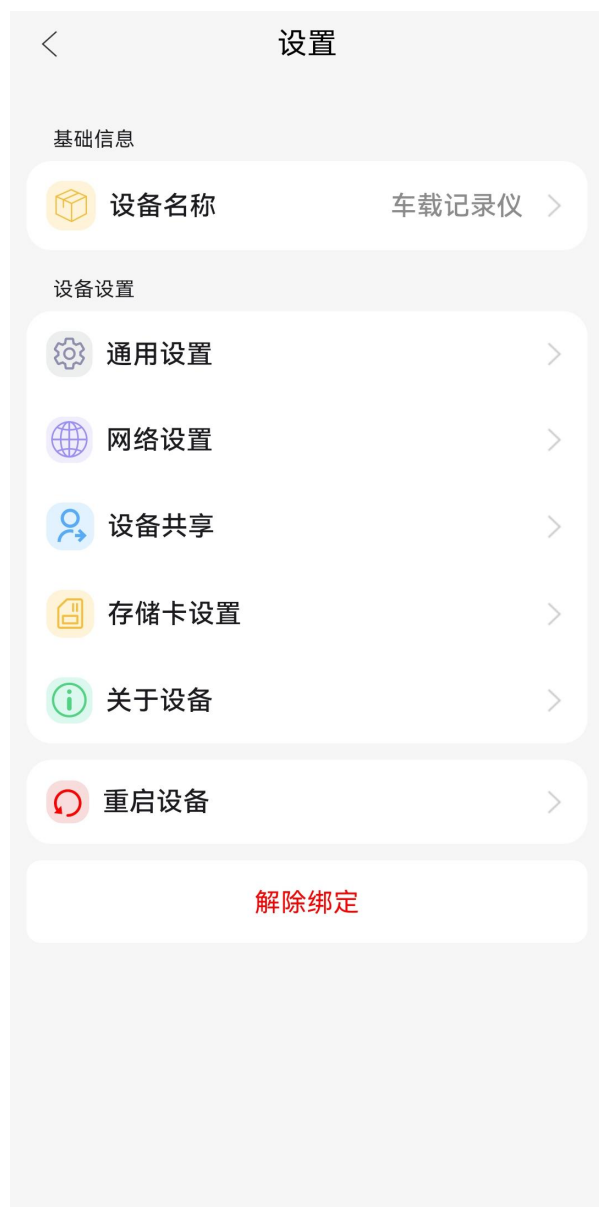 设置
基础信息
设备名称 车载记录仪
设备设置
通用设置
网络设置
设备共享
存储卡设置
关于设备
重启设备
解除绑定